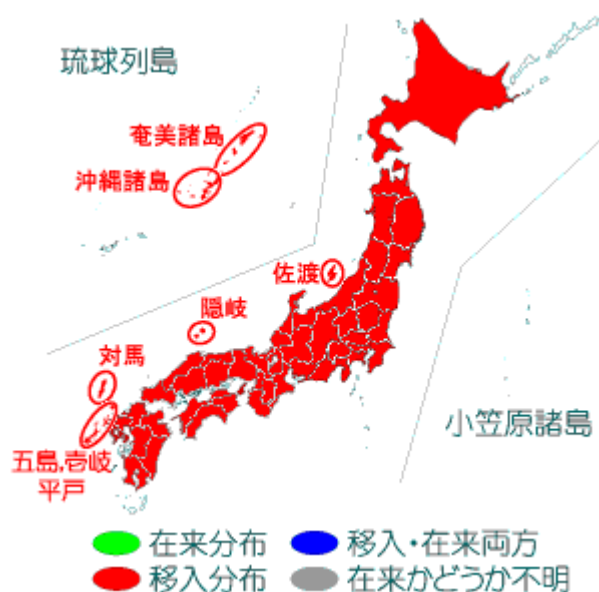 琉球列島
奄美諸島
沖縄諸島
佐渡
隠岐
対馬
五島,壱岐,
平戸
小笠原諸島
在来分布
移入・在来両方
移入分布
在来かどうか不明